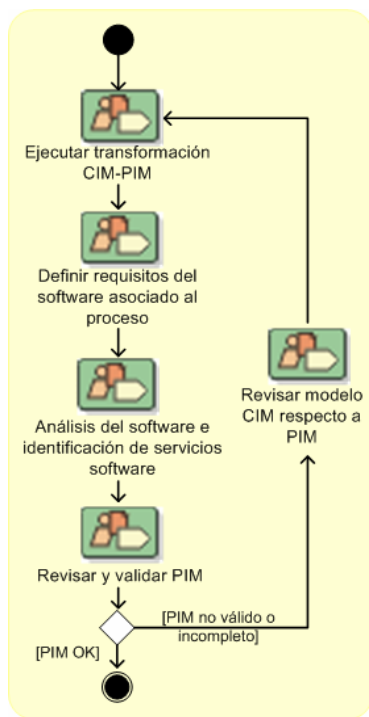 Ejecutar transformación
CIM-PIM
Definir requisitos del
software asociado al
proceso
Análisis del software e
identificación de servicios
software
Revisar y validar PIM
Revisar modelo
CIM respecto a
PIM
[PIM no válido o
incompleto]
[PIM OK]